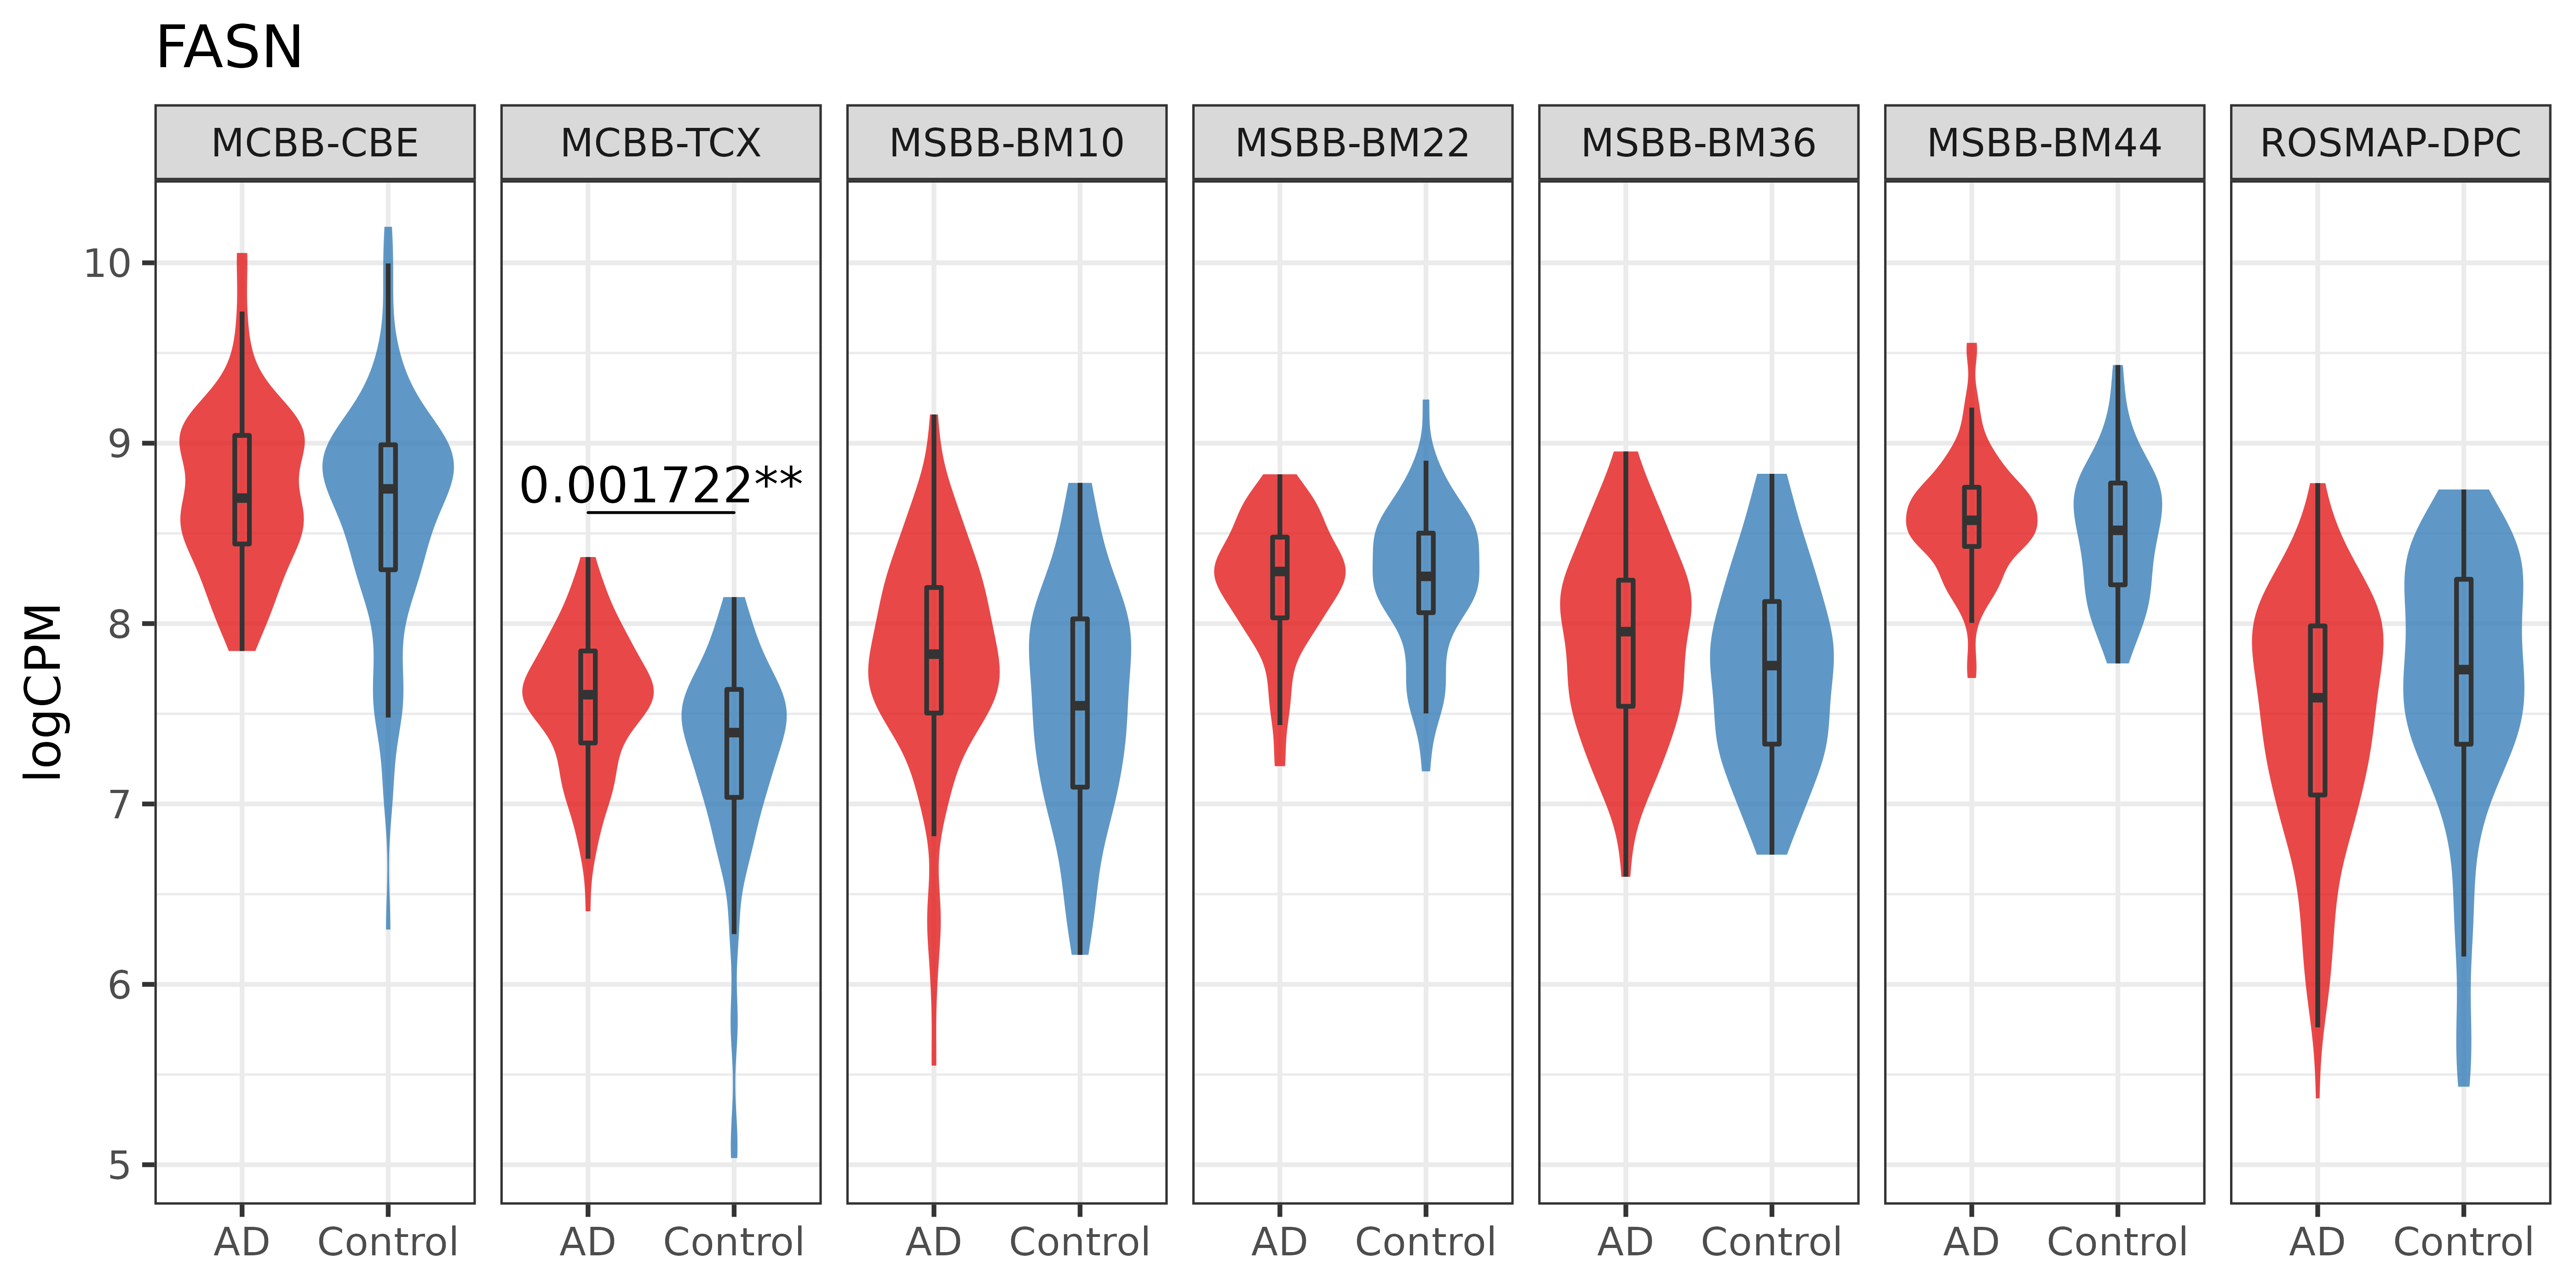 FASN
MCBB-CBE MCBB-TCX MSBB-BM10 MSBB-BM22 MSBB-BM36 MSBB-BM44 ROSMAP-DPC
10
9
0.001722**
8
7
6
5
logCPM
AD Control AD Control AD Control AD Control AD Control AD Control AD Control